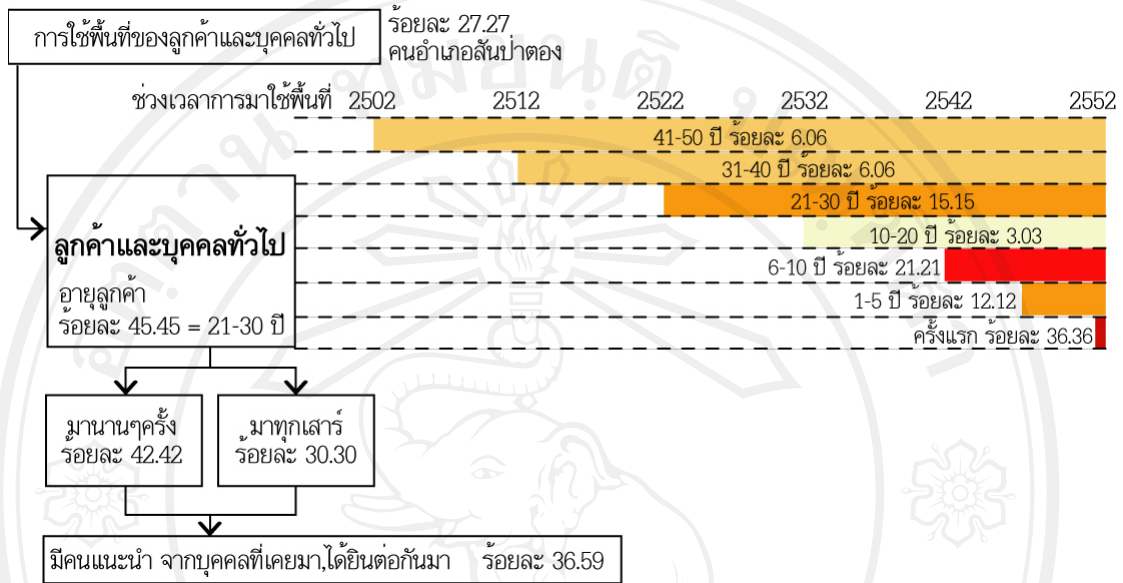 การใช้พื้นที่ของลูกค้าและบุคคลทั่วไป
ร้อยละ 27.27
คนอำเภอสันป่าตอง
ช่วงเวลาการมาใช้พื้นที่ 2502 2512 2522 2532 2542 2552
41-50 ปี ร้อยละ 6.06
31-40 ปี ร้อยละ 6.06
21-30 ปี ร้อยละ 15.15
10-20 ปี ร้อยละ 3.03
6-10 ปี ร้อยละ 21.21
1-5 ปี ร้อยละ 12.12
ครั้งแรก ร้อยละ 36.36
ลูกค้าและบุคคลทั่วไป
อายุลูกค้า
ร้อยละ 45.45 = 21-30 ปี
มานานๆครั้ง
ร้อยละ 42.42
มาทุกเสาร์
ร้อยละ 30.30
มีคนแนะนำ จากบุคคลที่เคยมา,ได้ยินต่อกันมา ร้อยละ 36.59